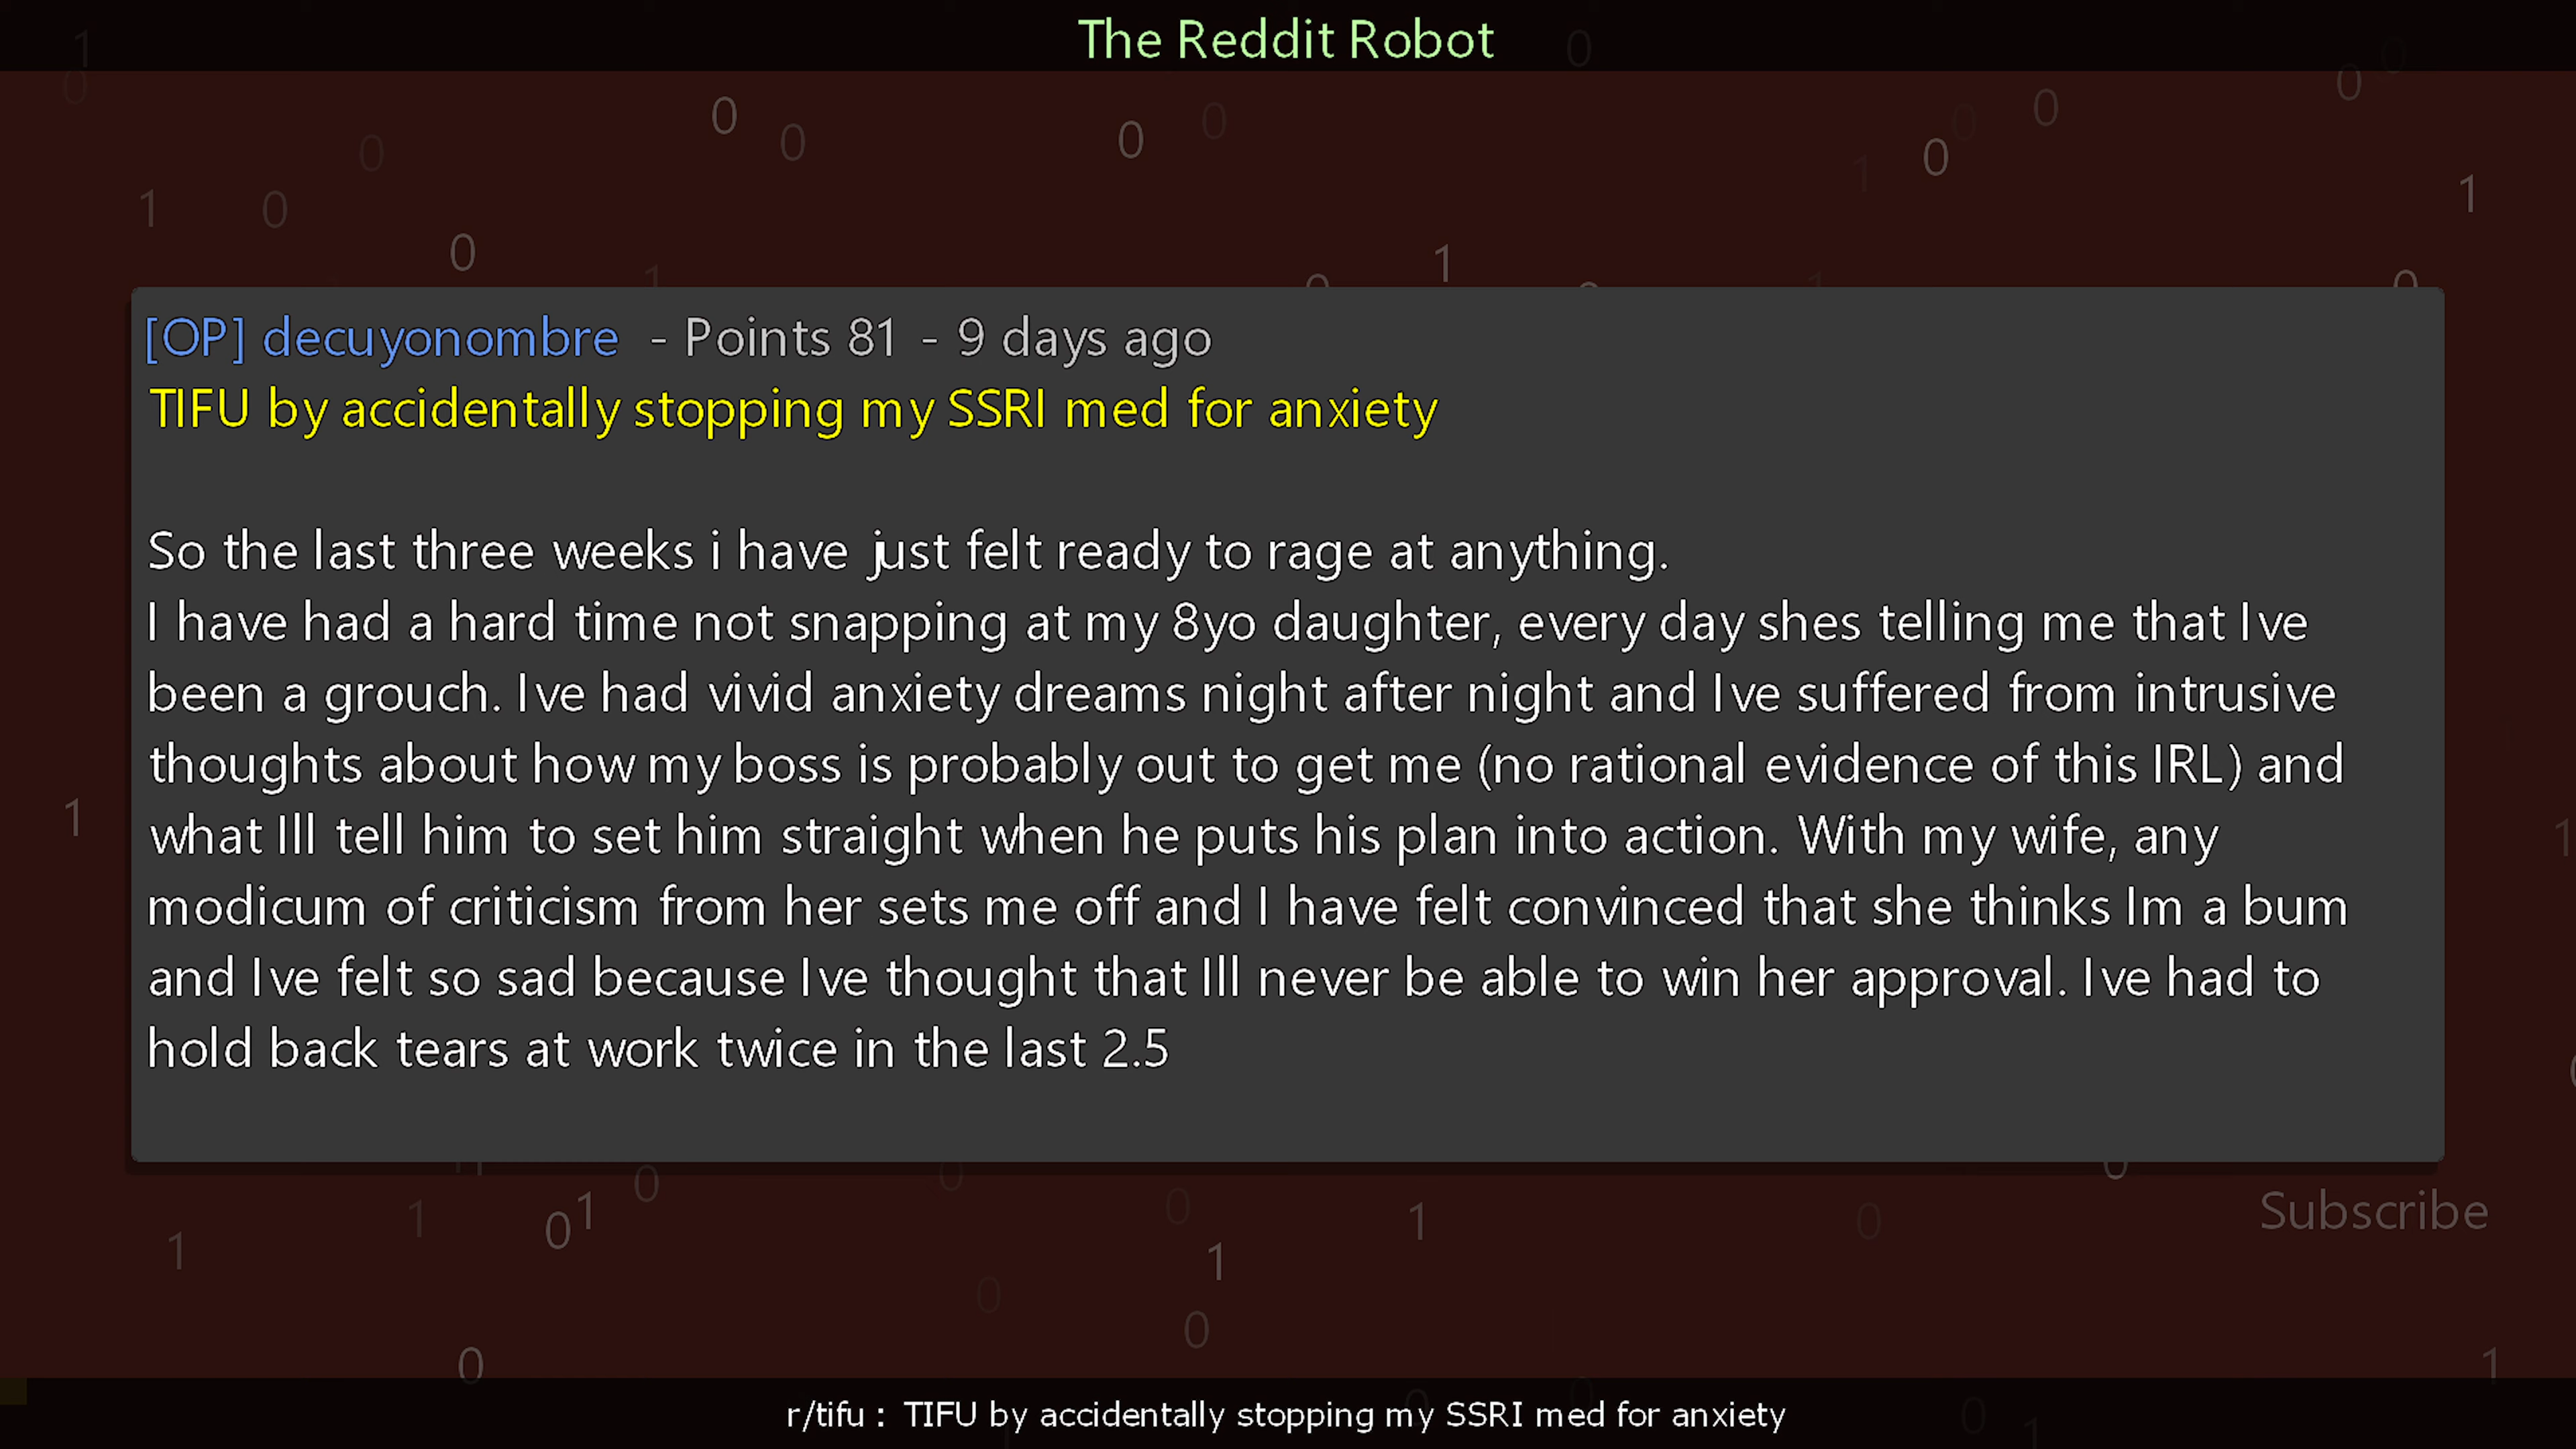 The Reddit Robot
[OP] decuyonombre - Points 81 - 9 days ago
TIFU by accidentally stopping my SSRI med for anxiety
So the last three weeks i have just felt ready to rage at anything.
I have had a hard time not snapping at my 8yo daughter, every day shes telling me that Ive
been a grouch. Ive had vivid anxiety dreams night after night and Ive suffered from intrusive
thoughts about how my boss is probably out to get me (no rational evidence of this IRL) and
what Ill tell him to set him straight when he puts his plan into action. With my wife, any
modicum of criticism from her sets me off and I have felt convinced that she thinks Im a bum
and Ive felt so sad because Ive thought that Ill never be able to win her approval. Ive had to
hold back tears at work twice in the last 2.5
Subscribe
r/tifu : TIFU by accidentally stopping my SSRI med for anxiety